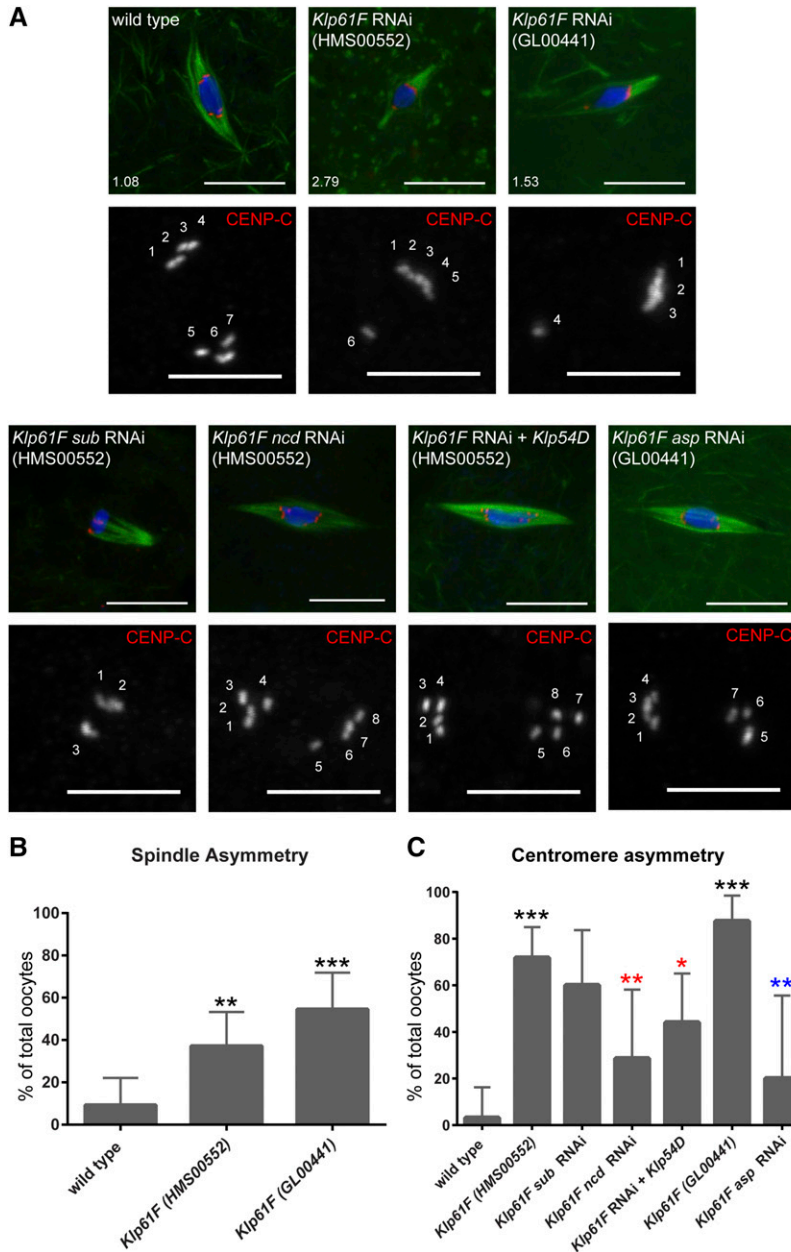 A
wild type
1.08
Klp61F RNAi
(HMS00552)
2.79
Klp61F RNAi
(GL00441)
1.53
CENP-C
1 2 3 4
5 6 7
CENP-C
1 2 3 4 5
6
CENP-C
1
2
3
4
Klp61F sub RNAi
(HMS00552)
Klp61F ncd RNAi
(HMS00552)
Klp61F RNAi + Klp54D
(HMS00552)
Klp61F asp RNAi
(GL00441)
CENP-C
1 2
3
CENP-C
3 4
2
1
8
7
6
5
CENP-C
3 4
2
1
8 7
5 6
CENP-C
4
3
2
1
7 6
5
B
Spindle Asymmetry
% of total oocytes
100
80
60
40
20
0
**
***
wild type
Klp61F (HMS00552)
Klp61F (GL00441)
C
Centromere asymmetry
% of total oocytes
100
80
60
40
20
0
***
**
*
***
**
wild type
Klp61F (HMS00552)
Klp61F sub RNAi
Klp61F ncd RNAi
Klp61F RNAi + Klp54D
Klp61F (GL00441)
Klp61F asp RNAi